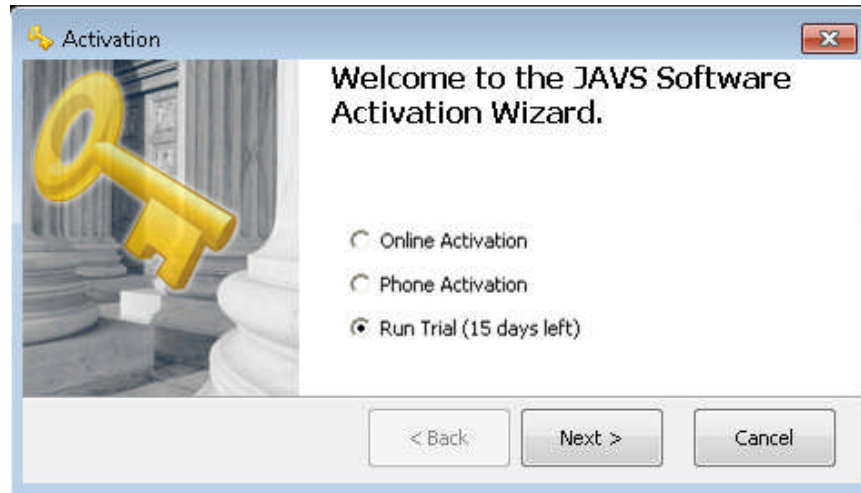 Activation
Welcome to the JAVS Software
Activation Wizard.
Online Activation
Phone Activation
Run Trial (15 days left)
< Back
Next >
Cancel